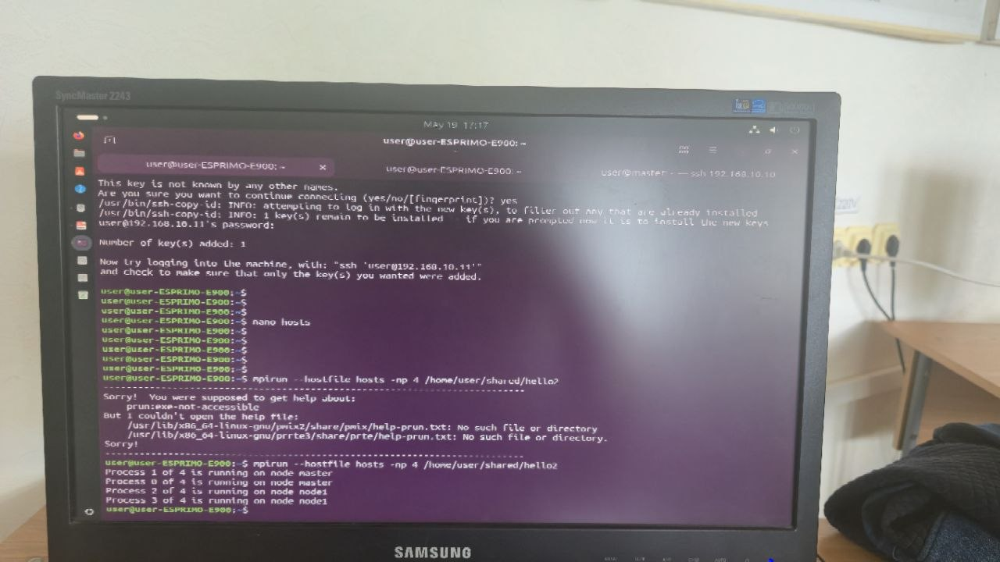 SyncMaster 2243
May 19 17:17
user@user-ESPRIMO-E900: ~
user@user-ESPRIMO-E900: ~ × user@user-ESPRIMO-E900: ~ user@master: ~ — ssh 192.168.10.10
This key is not known by any other names.
Are you sure you want to continue connecting (yes/no/[fingerprint])? yes
/usr/bin/ssh-copy-id: INFO: attempting to log in with the new key(s), to filter out any that are already installed
/usr/bin/ssh-copy-id: INFO: 1 key(s) remain to be installed -- if you are prompted now it is to install the new keys
user@192.168.10.11's password:
Number of key(s) added: 1
Now try logging into the machine, with: "ssh 'user@192.168.10.11'"
and check to make sure that only the key(s) you wanted were added.
user@user-ESPRIMO-E900:~$
user@user-ESPRIMO-E900:~$
user@user-ESPRIMO-E900:~$
user@user-ESPRIMO-E900:~$ nano hosts
user@user-ESPRIMO-E900:~$
user@user-ESPRIMO-E900:~$
user@user-ESPRIMO-E900:~$
user@user-ESPRIMO-E900:~$
user@user-ESPRIMO-E900:~$
user@user-ESPRIMO-E900:~$ mpirun --hostfile hosts -np 4 /home/user/shared/hello2
--------------------------------------------------------------------------
Sorry! You were supposed to get help about:
prun:exe-not-accessible
But I couldn't open the help file:
/usr/lib/x86_64-linux-gnu/pmix2/share/pmix/help-prun.txt: No such file or directory
/usr/lib/x86_64-linux-gnu/prrte3/share/prte/help-prun.txt: No such file or directory.
Sorry!
--------------------------------------------------------------------------
user@user-ESPRIMO-E900:~$ mpirun --hostfile hosts -np 4 /home/user/shared/hello2
Process 1 of 4 is running on node master
Process 0 of 4 is running on node master
Process 2 of 4 is running on node node1
Process 3 of 4 is running on node node1
user@user-ESPRIMO-E900:~$
SAMSUNG
220V